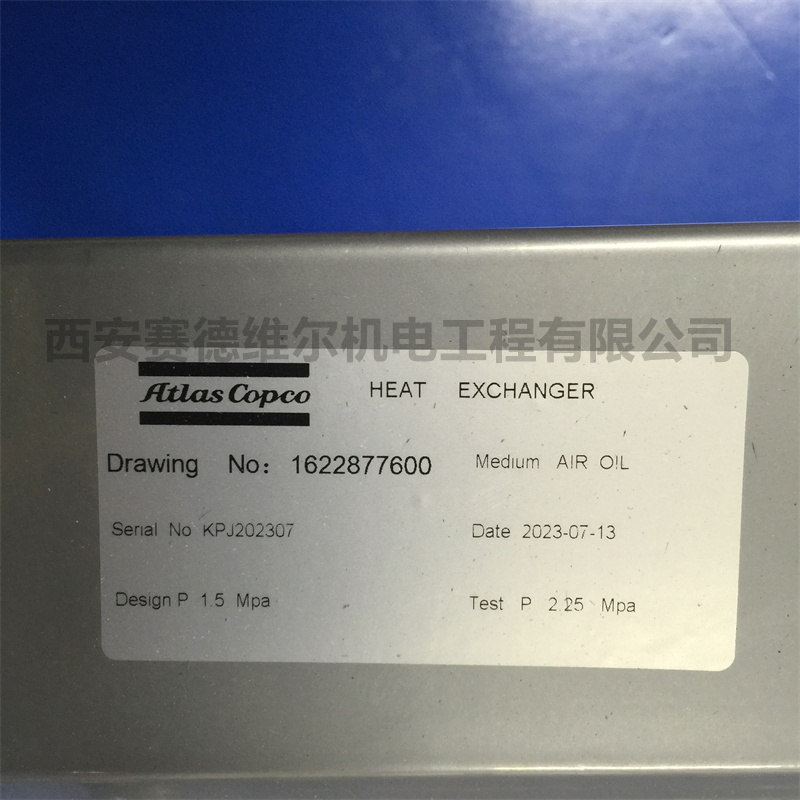 西安赛德维尔机电工程有限公司
Atlas Copco HEAT EXCHANGER
Drawing No: 1622877600 Medium AIR OIL
Serial No KPJ202307 Date 2023-07-13
Design P 1.5 Mpa Test P 2.25 Mpa